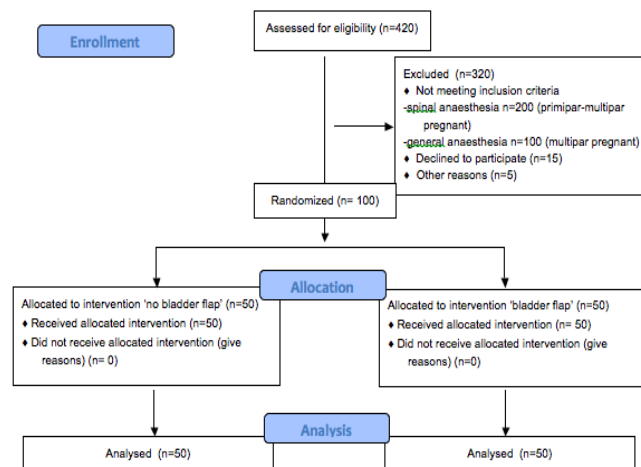 Enrollment
Assessed for eligibility (n=420)
Excluded (n=320)
♦ Not meeting inclusion criteria
-spinal anaesthesia n=200 (primipar-multipar
pregnant)
-general anaesthesia n=100 (multipar pregnant)
♦ Declined to participate (n=15)
♦ Other reasons (n=5)
Randomized (n= 100)
Allocation
Allocated to intervention 'no bladder flap' (n=50)
♦ Received allocated intervention (n=50)
♦ Did not receive allocated intervention (give
reasons) (n= 0)
Allocated to intervention 'bladder flap' (n=50)
♦ Received allocated intervention (n= 50)
♦ Did not receive allocated intervention (give
reasons) (n=0)
Analysis
Analysed (n=50)
Analysed (n=50)